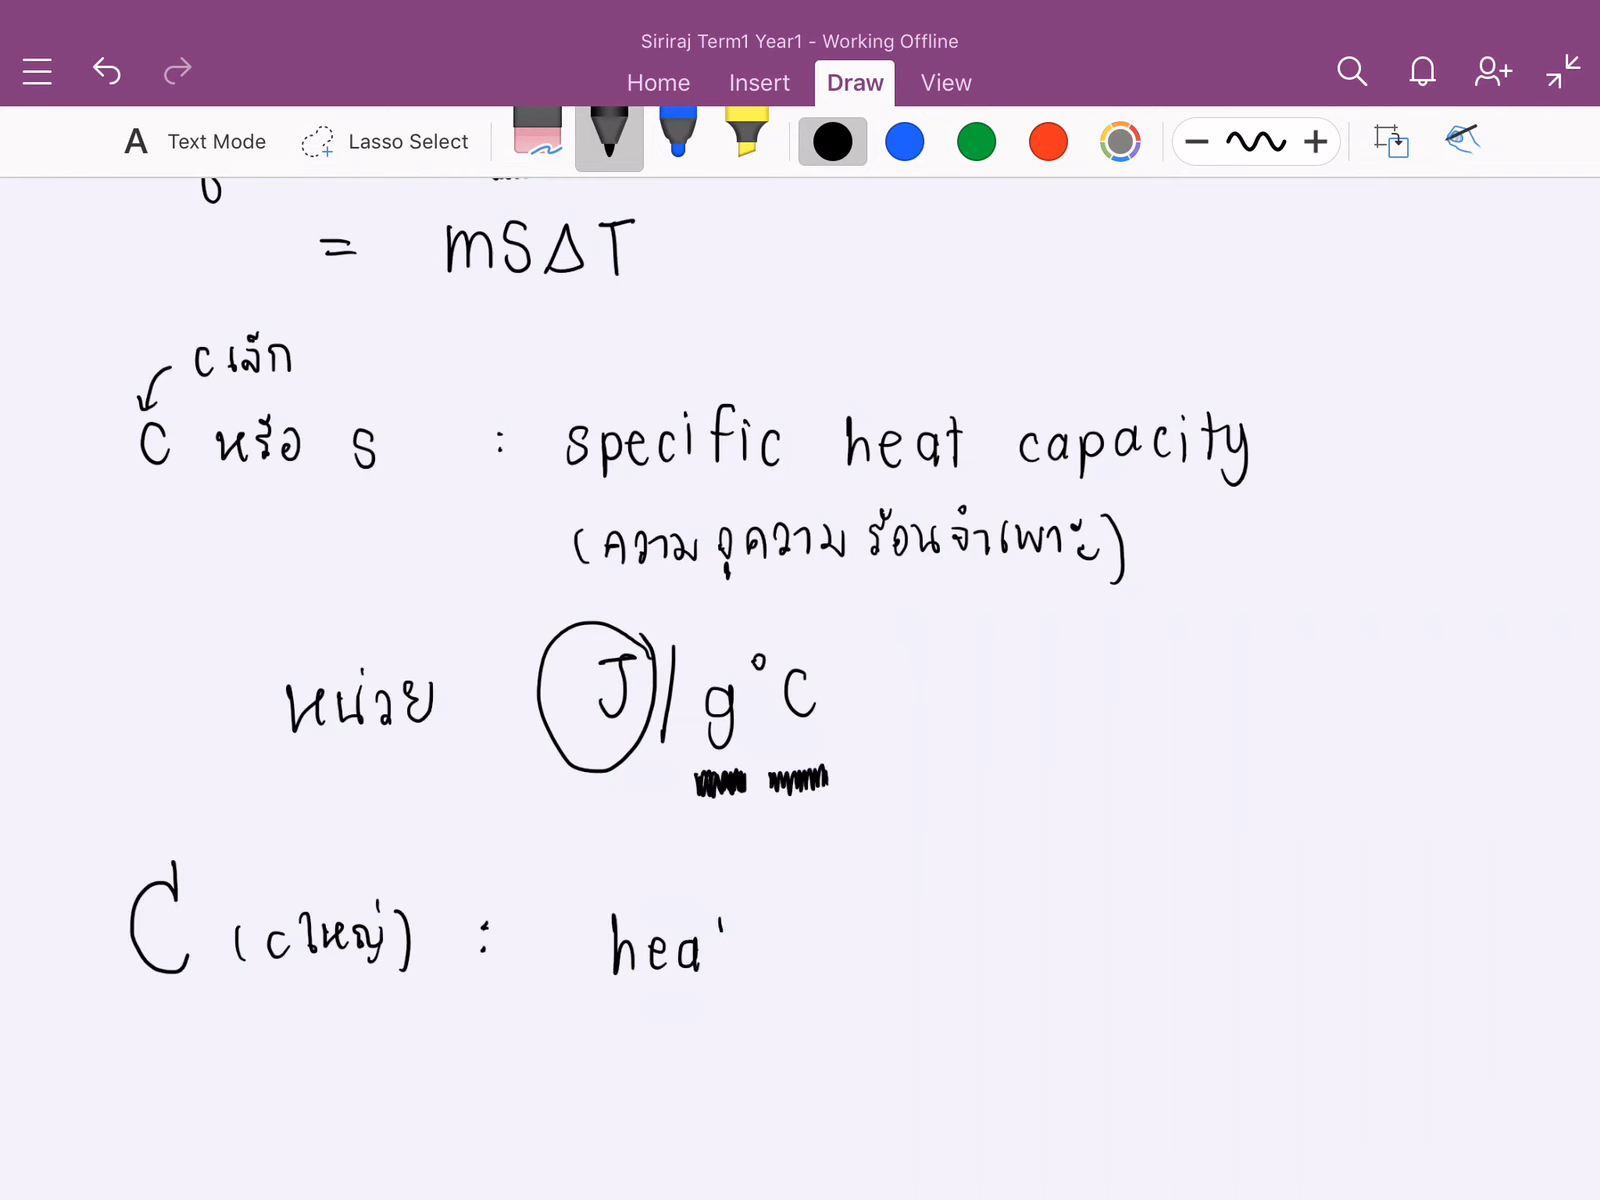 Siriraj Term1 Year1 - Working Offline
Home Insert Draw View
A Text Mode Lasso Select
= mSΔT
c เล็ก
c หรือ s : specific heat capacity
(ความจุความร้อนจำเพาะ)
หน่วย J/g°C
C (c ใหญ่) : hea